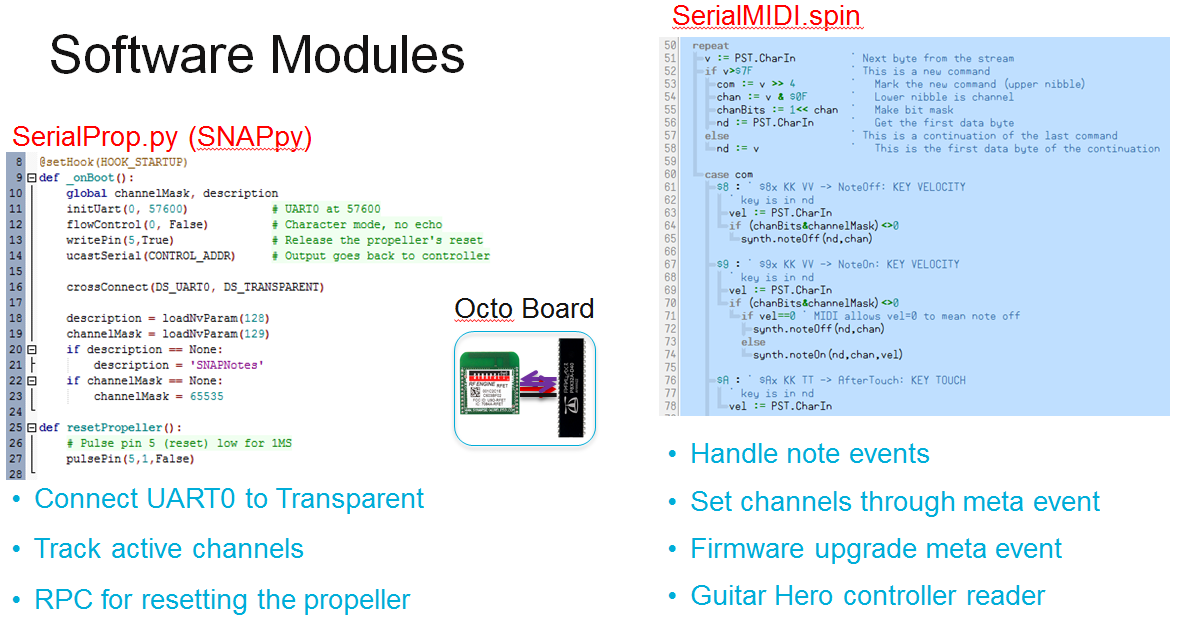 Software Modules
SerialProp.py (SNAPpy)
8 @setHook(HOOK_STARTUP)
9 def _onBoot():
10 global channelMask, description
11 initUart(0, 57600) # UART0 at 57600
12 flowControl(0, False) # Character mode, no echo
13 writePin(5,True) # Release the propeller's reset
14 ucastSerial(CONTROL_ADDR) # Output goes back to controller
15
16 crossConnect(DS_UART0, DS_TRANSPARENT)
17
18 description = loadNvParam(128)
19 channelMask = loadNvParam(129)
20 if description == None:
21 description = 'SNAPNotes'
22 if channelMask == None:
23 channelMask = 65535
24
25 def resetPropeller():
26 # Pulse pin 5 (reset) low for 1MS
27 pulsePin(5,1,False)
28
• Connect UART0 to Transparent
• Track active channels
• RPC for resetting the propeller
Octo Board
RF ENGINE
SerialMIDI.spin
50 repeat
51 v := PST.CharIn ' Next byte from the stream
52 if v>$7F ' This is a new command
53 com := v >> 4 ' Mark the new command (upper nibble)
54 chan := v & $0F ' Lower nibble is channel
55 chanBits := 1<< chan ' Make bit mask
56 nd := PST.CharIn ' Get the first data byte
57 else ' This is a continuation of the last command
58 nd := v ' This is the first data byte of the continuation
59
60 case com
61 $8 : ' $8x KK VV -> NoteOff: KEY VELOCITY
62 ' key is in nd
63 vel := PST.CharIn
64 if (chanBits&channelMask)<>0
65 synth.noteOff(nd,chan)
66
67 $9 : ' $9x KK VV -> NoteOn: KEY VELOCITY
68 ' key is in nd
69 vel := PST.CharIn
70 if (chanBits&channelMask)<>0
71 if vel==0 ' MIDI allows vel=0 to mean note off
72 synth.noteOff(nd,chan)
73 else
74 synth.noteOn(nd,chan,vel)
75
76 $A : ' $Ax KK TT -> AfterTouch: KEY TOUCH
77 ' key is in nd
78 vel := PST.CharIn
• Handle note events
• Set channels through meta event
• Firmware upgrade meta event
• Guitar Hero controller reader